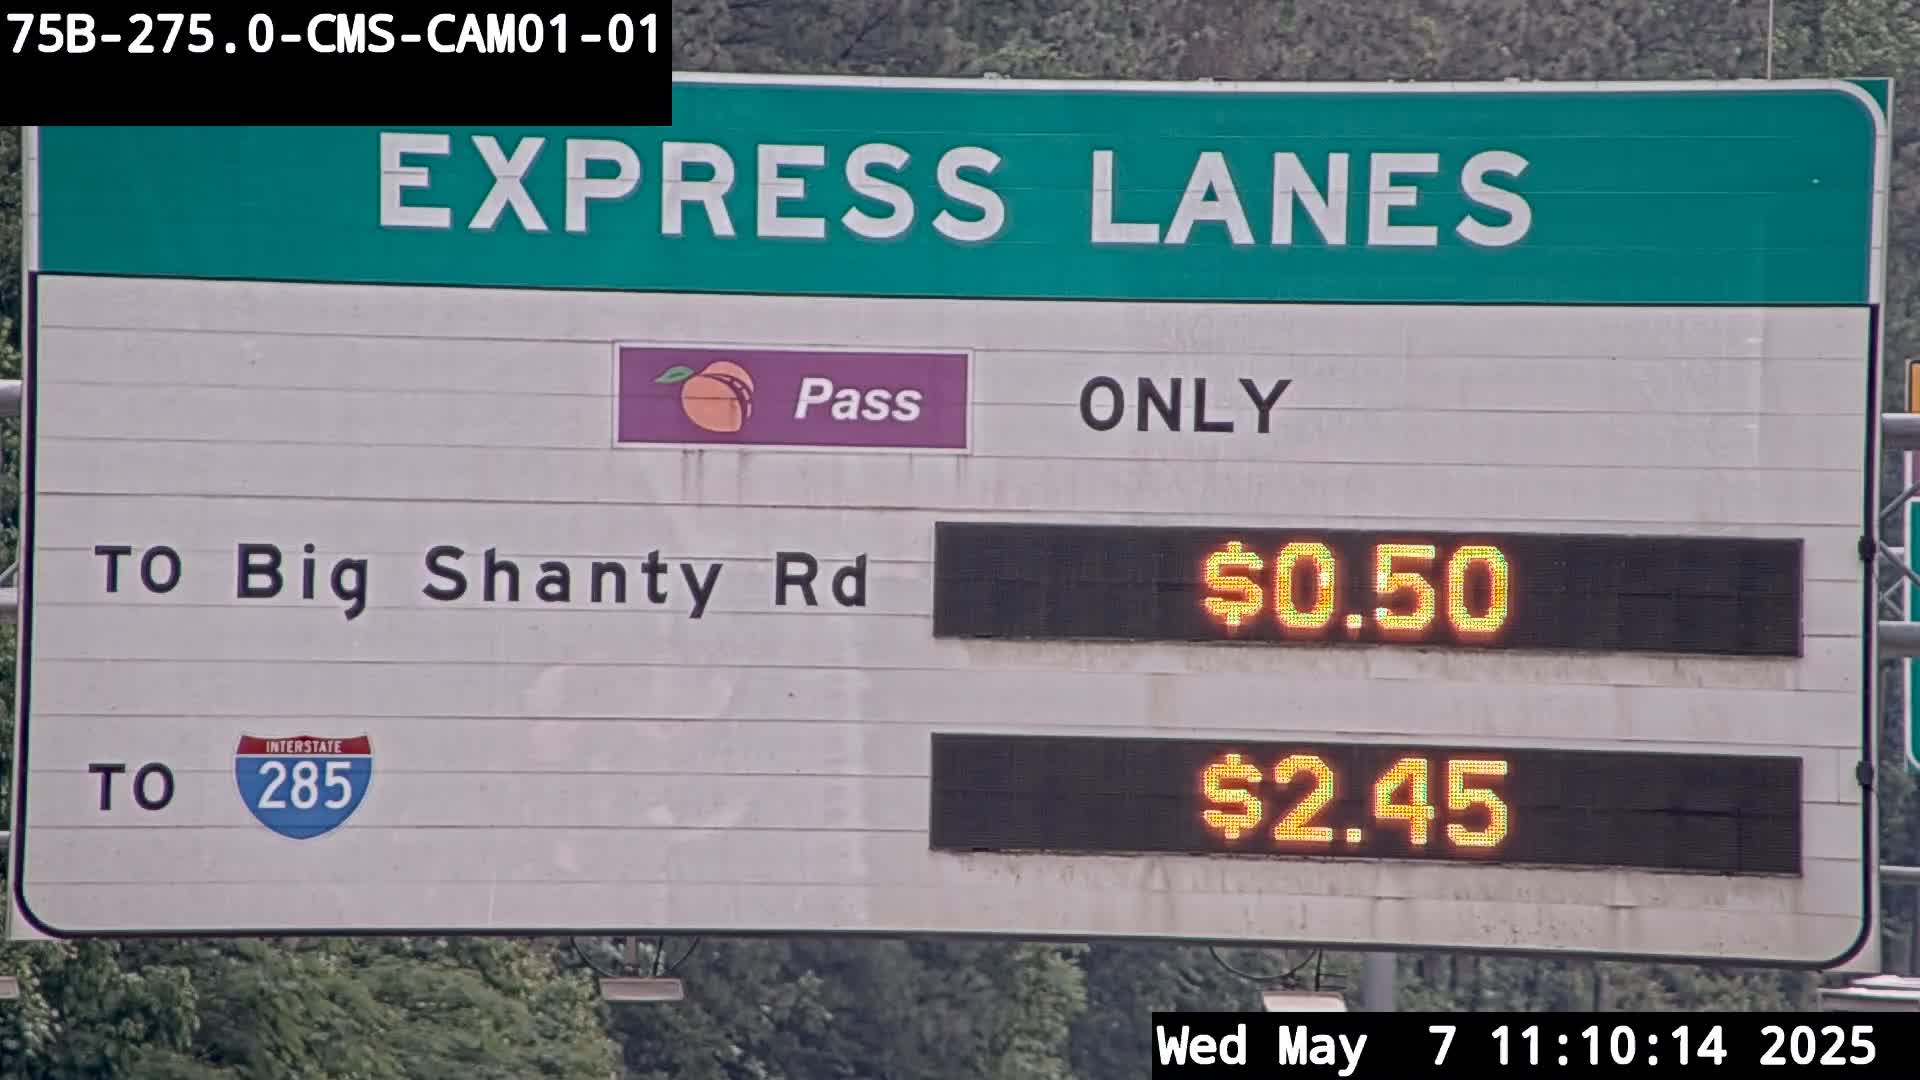 75B-275.0-CMS-CAM01-01
EXPRESS LANES
Pass ONLY
TO Big Shanty Rd $0.50
INTERSTATE
TO 285 $2.45
Wed May 7 11:10:14 2025